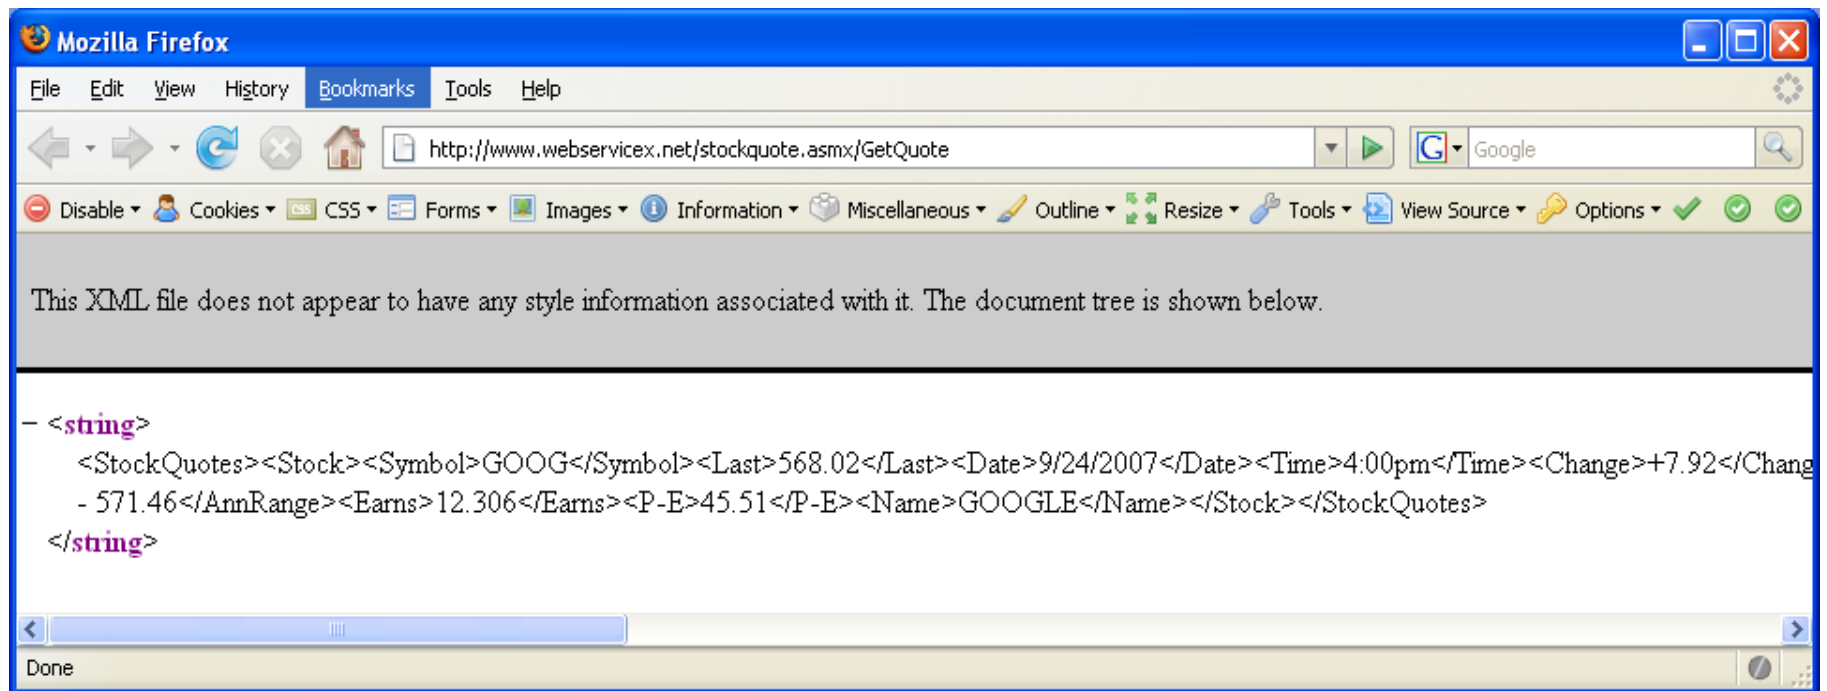 Mozilla Firefox
File Edit View History Bookmarks Tools Help
http://www.webservicex.net/stockquote.asmx/GetQuote G Google
Disable Cookies CSS CSS Forms Images Information Miscellaneous Outline Resize Tools View Source Options
This XML file does not appear to have any style information associated with it. The document tree is shown below.
− <string>
<StockQuotes><Stock><Symbol>GOOG</Symbol><Last>568.02</Last><Date>9/24/2007</Date><Time>4:00pm</Time><Change>+7.92</Chang
- 571.46</AnnRange><Earns>12.306</Earns><P-E>45.51</P-E><Name>GOOGLE</Name></Stock></StockQuotes>
</string>
Done